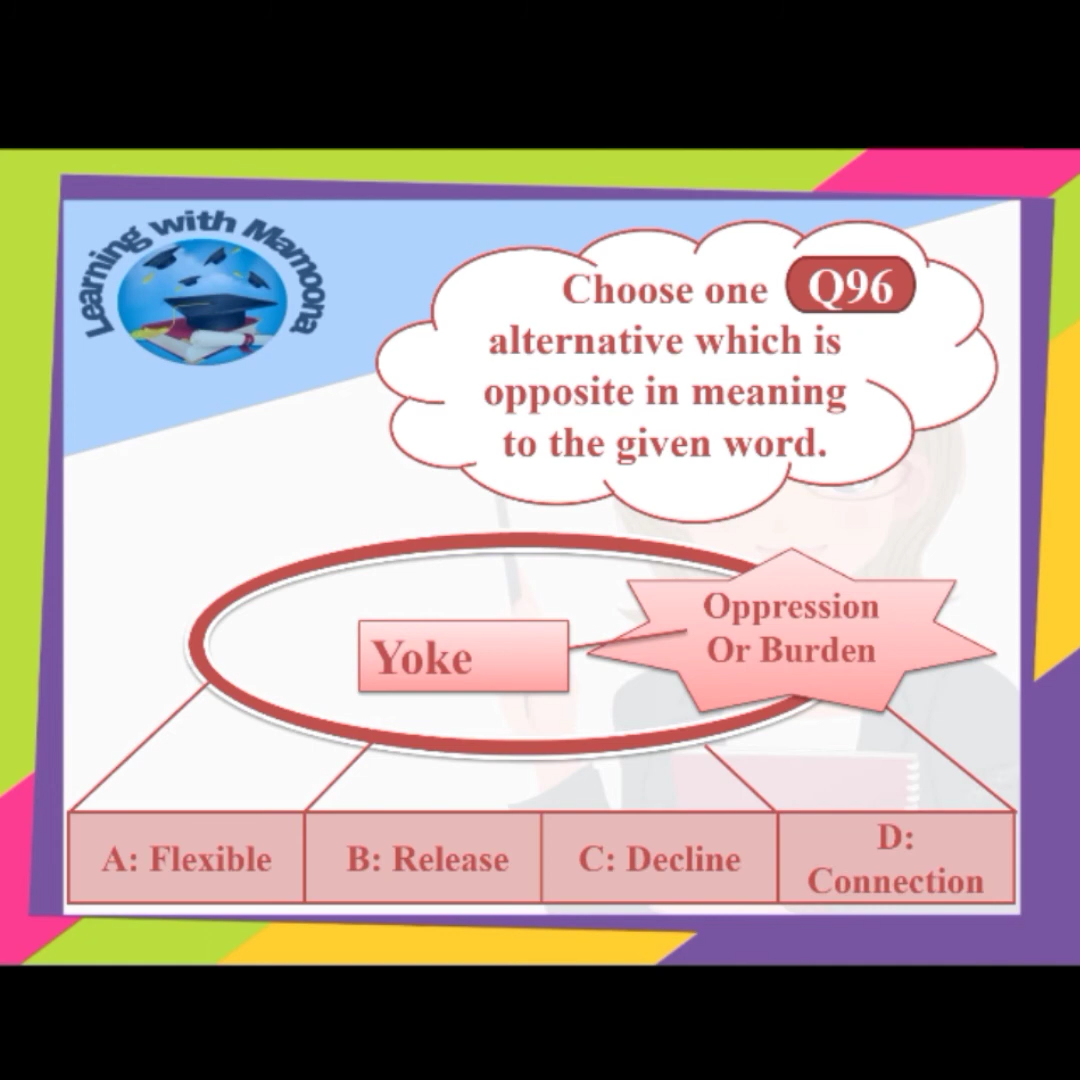 Learning with Mamoona
Choose one Q96
alternative which is
opposite in meaning
to the given word.
Oppression
Or Burden
Yoke
A: Flexible
B: Release
C: Decline
D:
Connection